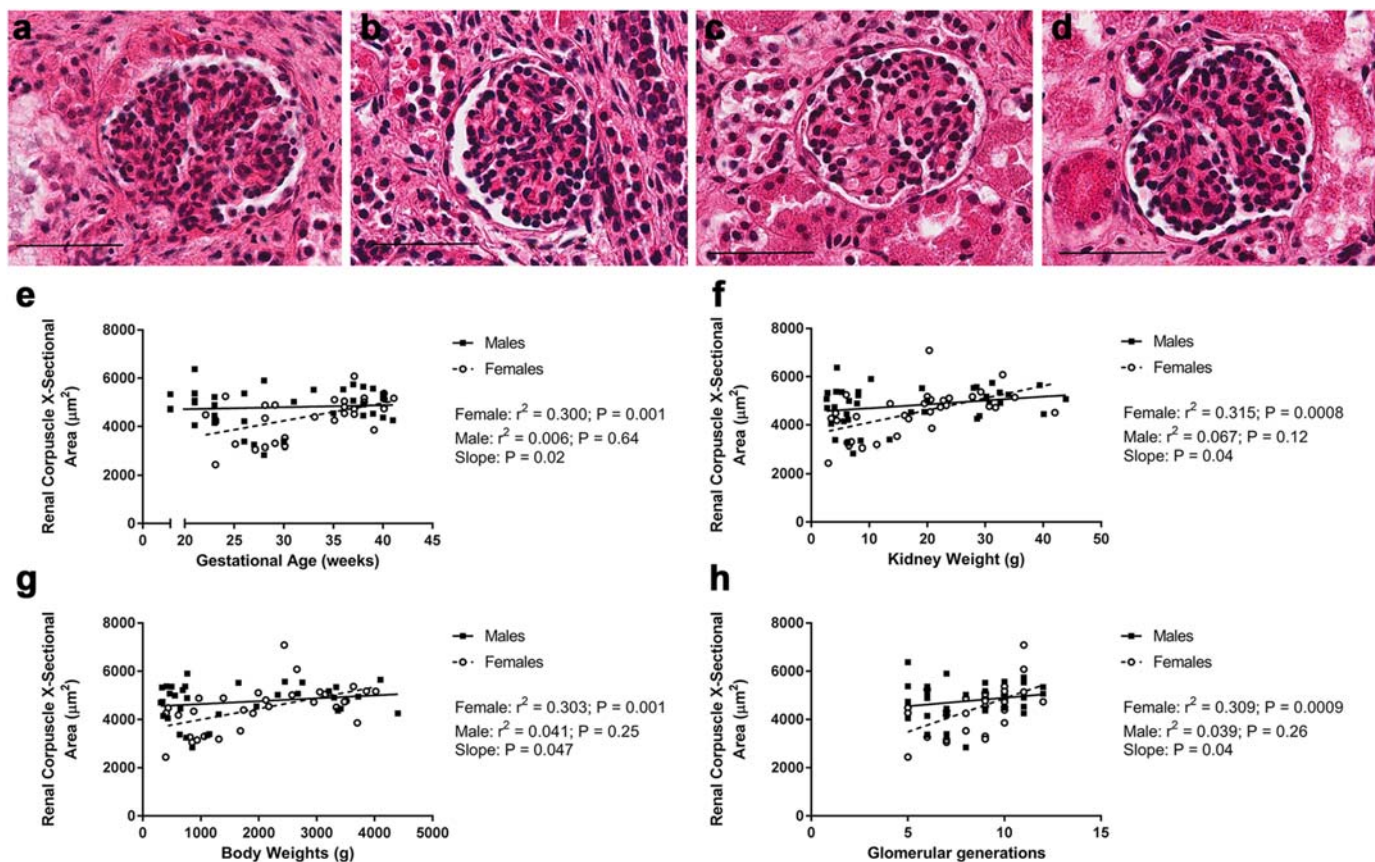 a
b
c
d
e
Renal Corpuscle X-Sectional
Area (µm²)
8000
6000
4000
2000
0
0
20
25
30
35
40
45
Gestational Age (weeks)
Males
Females
Female: r² = 0.300; P = 0.001
Male: r² = 0.006; P = 0.64
Slope: P = 0.02
f
Renal Corpuscle X-Sectional
Area (µm²)
8000
6000
4000
2000
0
0
10
20
30
40
50
Kidney Weight (g)
Males
Females
Female: r² = 0.315; P = 0.0008
Male: r² = 0.067; P = 0.12
Slope: P = 0.04
g
Renal Corpuscle X-Sectional
Area (µm²)
8000
6000
4000
2000
0
0
1000
2000
3000
4000
5000
Body Weights (g)
Males
Females
Female: r² = 0.303; P = 0.001
Male: r² = 0.041; P = 0.25
Slope: P = 0.047
h
Renal Corpuscle X-Sectional
Area (µm²)
8000
6000
4000
2000
0
0
5
10
15
Glomerular generations
Males
Females
Female: r² = 0.309; P = 0.0009
Male: r² = 0.039; P = 0.26
Slope: P = 0.04